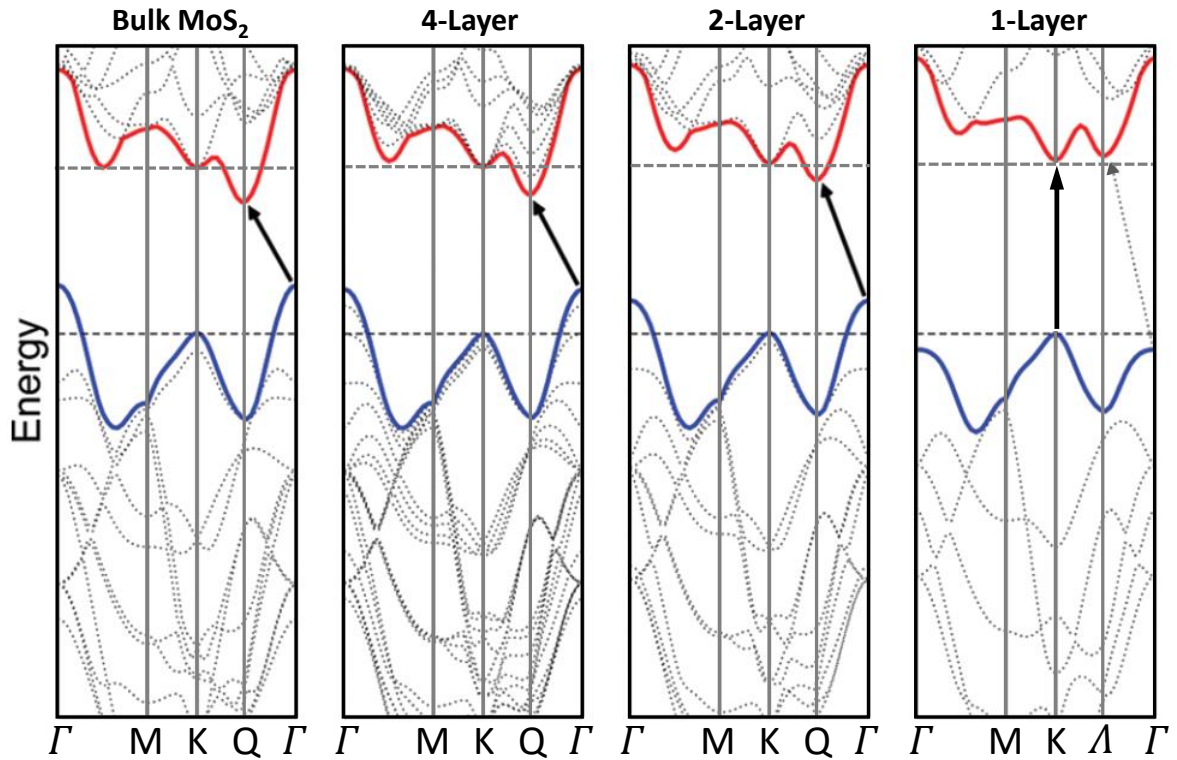 Bulk MoS₂
4-Layer
2-Layer
1-Layer
Energy
Γ M K Q Γ
Γ M K Q Γ
Γ M K Q Γ
Γ M K Λ Γ